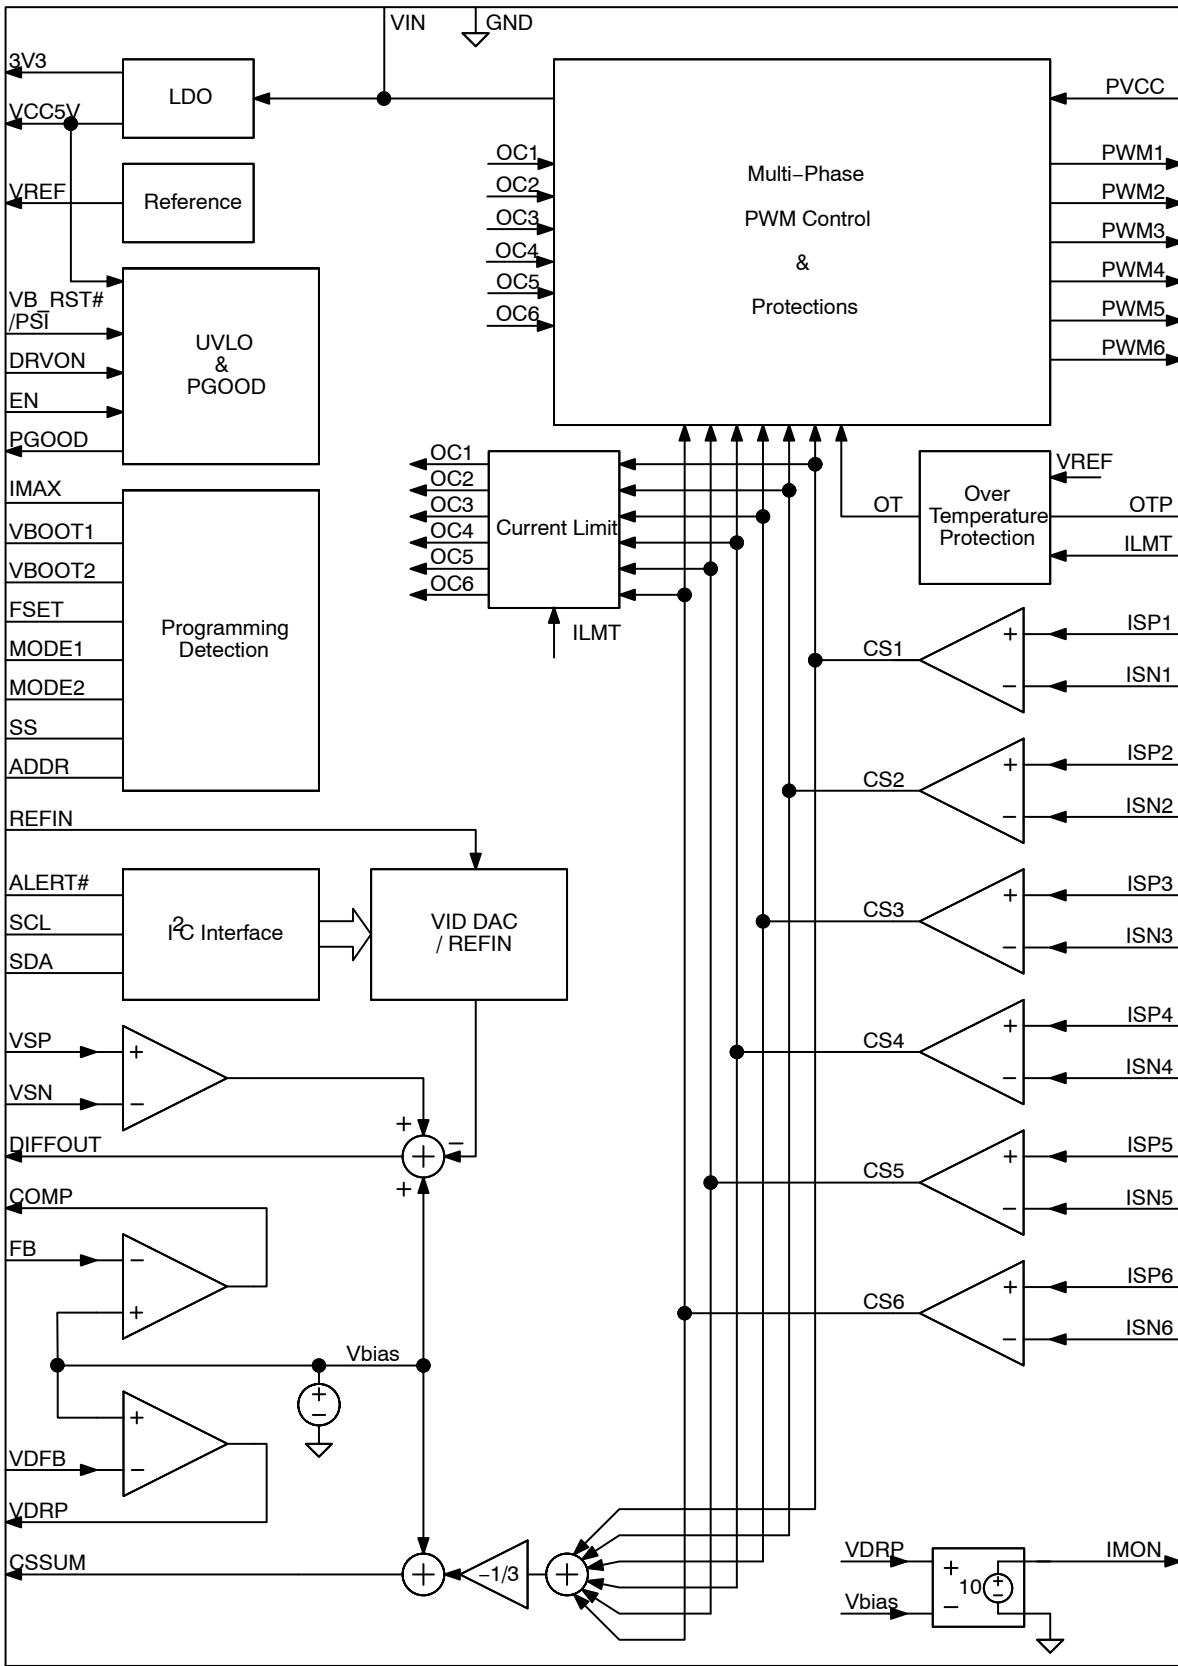 VIN
GND
3V3
LDO
PVCC
VCC5V
OC1
PWM1
Multi−Phase
OC2
VREF
Reference
PWM2
OC3
PWM Control
PWM3
OC4
&
PWM4
OC5
VB_RST#
/PSI
Protections
PWM5
OC6
UVLO
&
PGOOD
PWM6
DRVON
EN
PGOOD
OC1
OC2
OC3
OC4
OC5
OC6
Current Limit
ILMT
OT
Over
Temperature
Protection
VREF
OTP
ILMT
IMAX
VBOOT1
VBOOT2
FSET
MODE1
MODE2
SS
ADDR
Programming
Detection
CS1
+
−
ISP1
ISN1
CS2
+
−
ISP2
ISN2
REFIN
ALERT#
SCL
SDA
I2C Interface
VID DAC
/ REFIN
CS3
+
−
ISP3
ISN3
VSP
+
VSN
−
CS4
+
−
ISP4
ISN4
DIFFOUT
+
−
+
+
CS5
+
−
ISP5
ISN5
COMP
FB
−
+
CS6
+
−
ISP6
ISN6
Vbias
+
−
+
VDFB
−
VDRP
CSSUM
+
−1/3
+
VDRP
+
10
+
−
IMON
Vbias
−